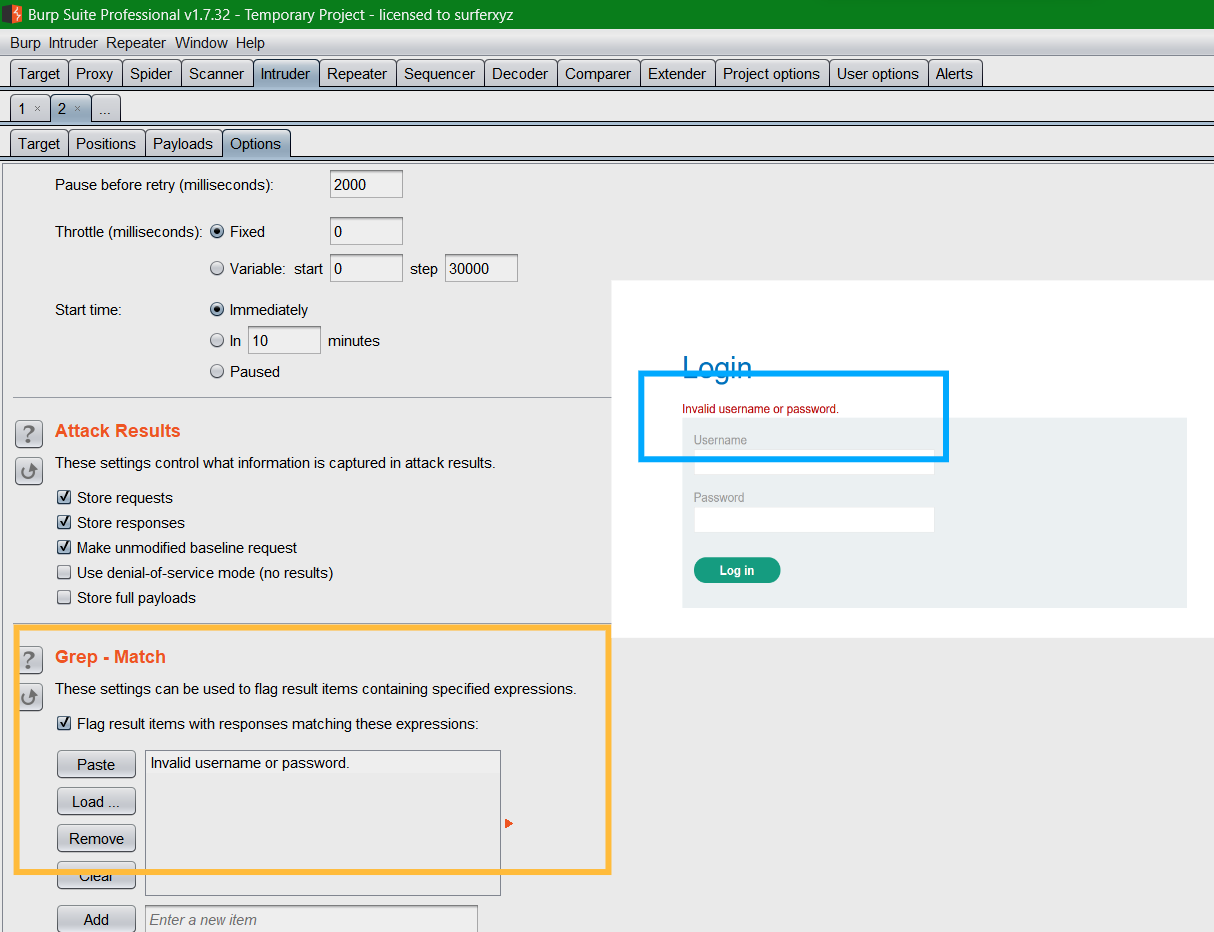 Burp Suite Professional v1.7.32 - Temporary Project - licensed to surferxyz
Burp Intruder Repeater Window Help
Target Proxy Spider Scanner Intruder Repeater Sequencer Decoder Comparer Extender Project options User options Alerts
1 × 2 × ...
Target Positions Payloads Options
Pause before retry (milliseconds): 2000
Throttle (milliseconds): Fixed 0
Variable: start 0 step 30000
Start time: Immediately
In 10 minutes
Paused
? Attack Results
These settings control what information is captured in attack results.
Store requests
Store responses
Make unmodified baseline request
Use denial-of-service mode (no results)
Store full payloads
? Grep - Match
These settings can be used to flag result items containing specified expressions.
Flag result items with responses matching these expressions:
Paste Invalid username or password.
Load ...
Remove
Clear
Add Enter a new item
Login
Invalid username or password.
Username
Password
Log in